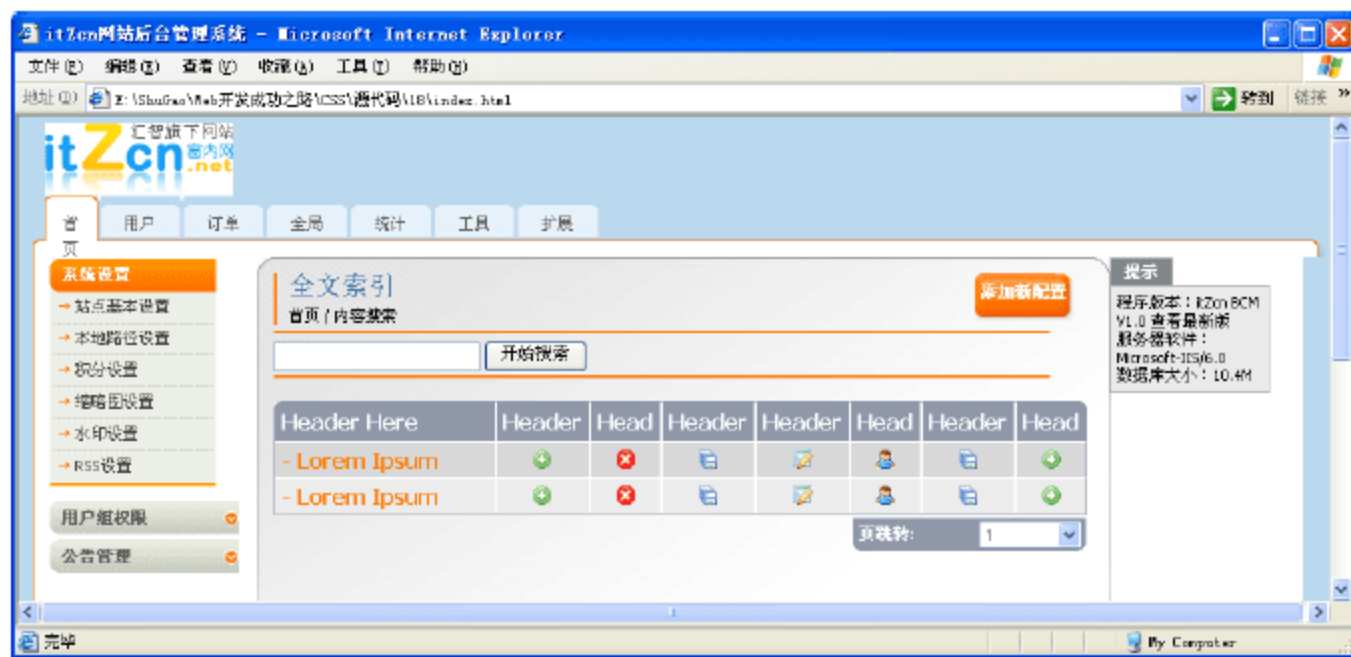 itZcn网站后台管理系统 - Microsoft Internet Explorer
文件(F) 编辑(E) 查看(V) 收藏(A) 工具(T) 帮助(H)
地址(D) E:\ShuGao\Web开发成功之路\CSS\源代码\18\index.html 转到 链接 »
汇智旗下网站
itZcn 窗内网
.net
首页 用户 订单 全局 统计 工具 扩展
系统设置
→站点基本设置
→本地路径设置
→积分设置
→缩略图设置
→水印设置
→RSS设置
用户组权限
公告管理
全文索引
首页 / 内容搜索
添加新配置
开始搜索
Header Here Header Head Header Header Head Header Head
- Lorem Ipsum
- Lorem Ipsum
页跳转: 1
提示
程序版本：itZcn BCM
V1.0 查看最新版
服务器软件：
Microsoft-IIS/6.0
数据库大小：10.4M
完毕 My Computer